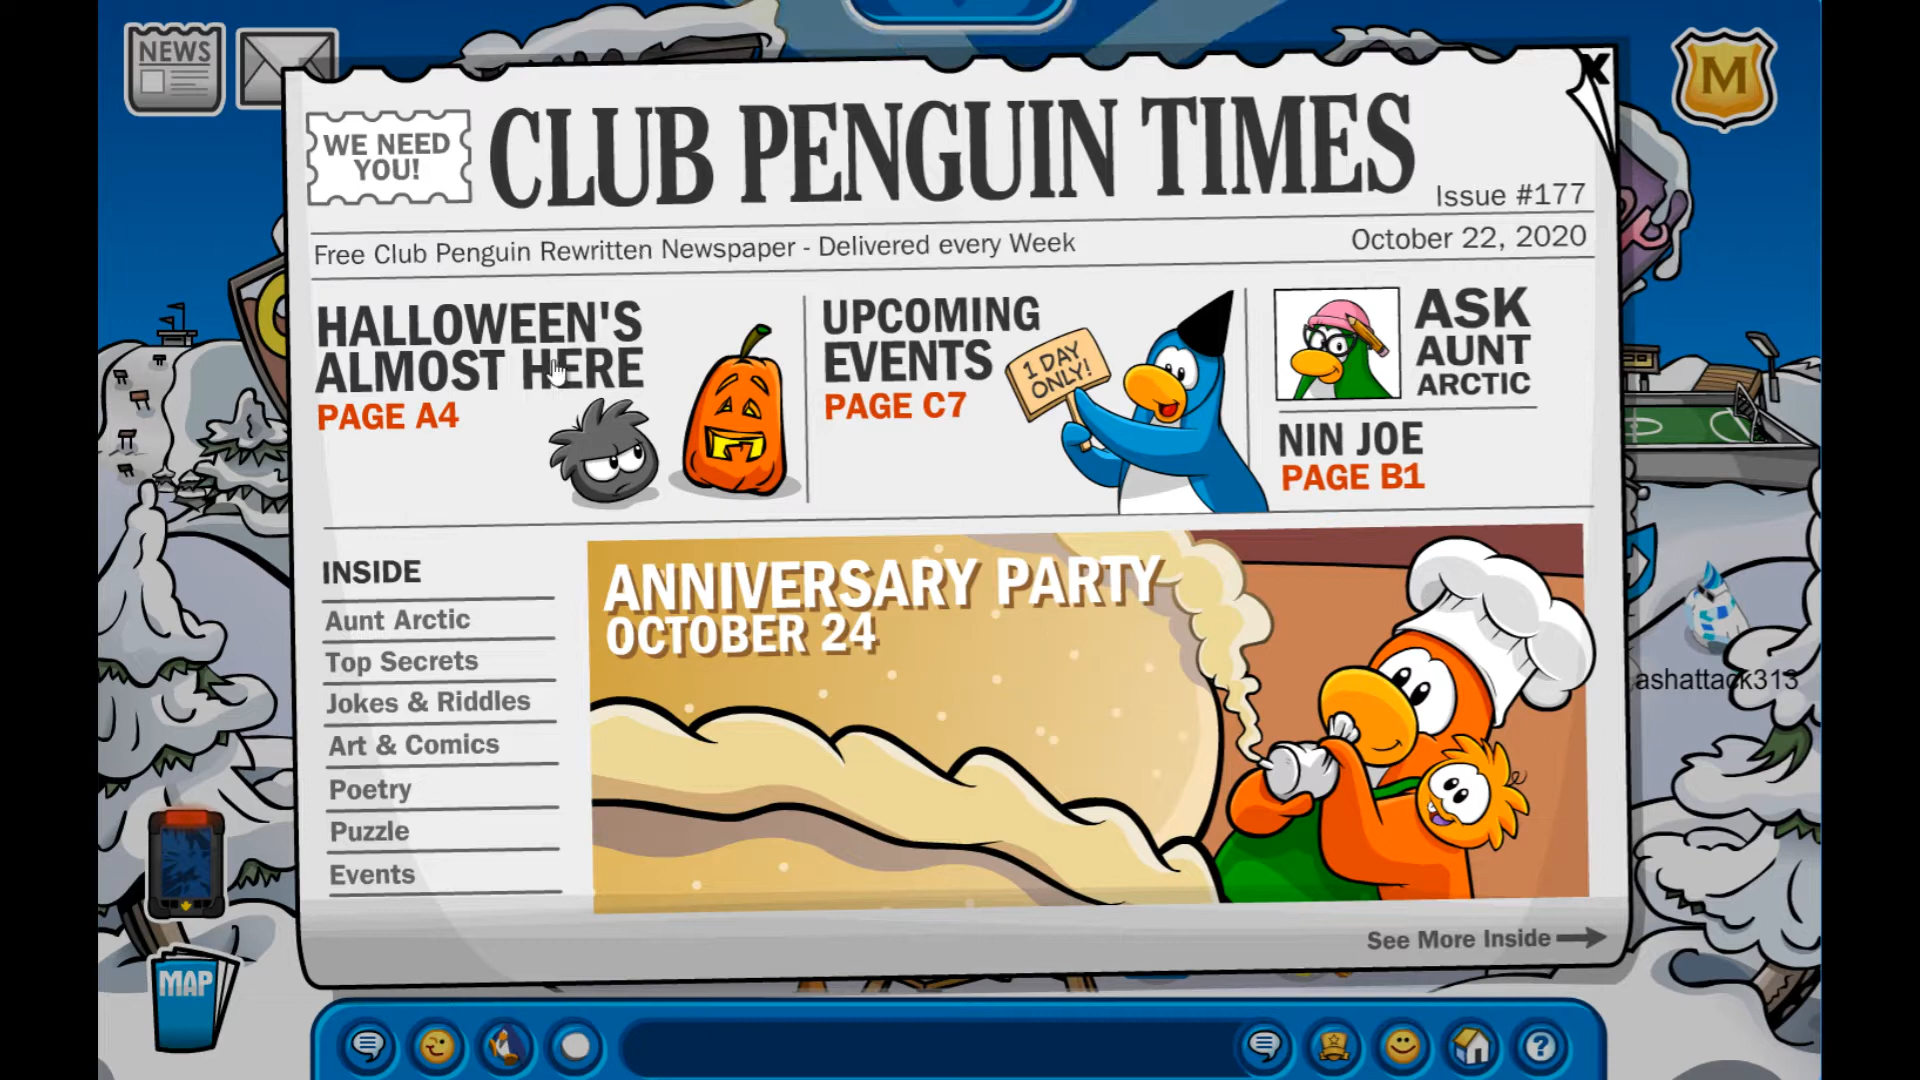 NEWS
M
X
WE NEED
YOU!
CLUB PENGUIN TIMES
Issue #177
Free Club Penguin Rewritten Newspaper - Delivered every Week
October 22, 2020
HALLOWEEN'S
ALMOST HERE
PAGE A4
UPCOMING
EVENTS
PAGE C7
1 DAY
ONLY!
ASK
AUNT
ARCTIC
NIN JOE
PAGE B1
INSIDE
Aunt Arctic
Top Secrets
Jokes & Riddles
Art & Comics
Poetry
Puzzle
Events
ANNIVERSARY PARTY
OCTOBER 24
See More Inside
ashattack313
MAP
?